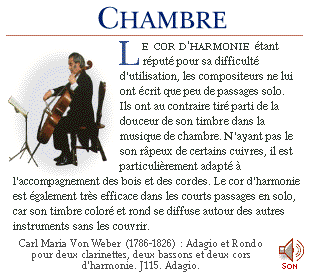 CHAMBRE
LE COR D'HARMONIE étant
réputé pour sa difficulté
d'utilisation, les compositeurs ne lui
ont écrit que peu de passages solo.
Ils ont au contraire tiré parti de la
douceur de son timbre dans la
musique de chambre. N'ayant pas le
son râpeux de certains cuivres, il est
particulièrement adapté à
l'accompagnement des bois et des cordes. Le cor d'harmonie
est également très efficace dans les courts passages en solo,
car son timbre coloré et rond se diffuse autour des autres
instruments sans les couvrir.
Carl Maria Von Weber (1786-1826) : Adagio et Rondo
pour deux clarinettes, deux bassons et deux cors
d'harmonie. J115. Adagio.
SON